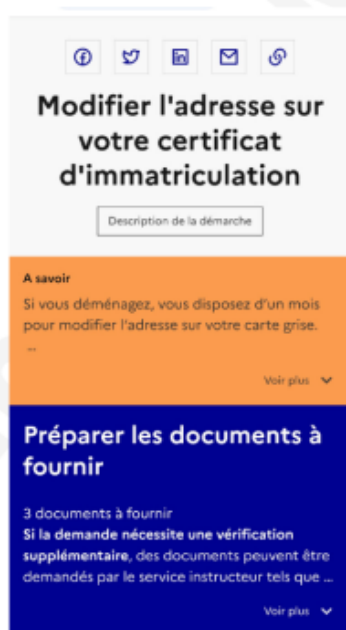 Modifier l'adresse sur
votre certificat
d'immatriculation
Description de la démarche
A savoir
Si vous déménagez, vous disposez d'un mois
pour modifier l'adresse sur votre carte grise.
...
Voir plus
Préparer les documents à
fournir
3 documents à fournir
Si la demande nécessite une vérification
supplémentaire, des documents peuvent être
demandés par le service instructeur tels que ...
Voir plus